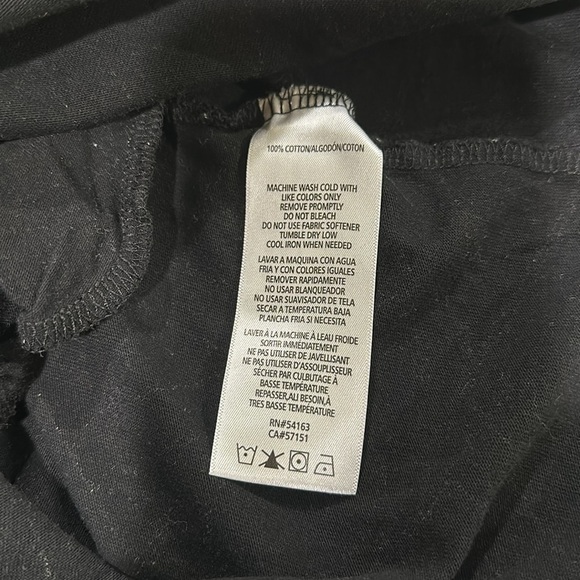 100% COTTON/ALGODÓN/COTON
MACHINE WASH COLD WITH
LIKE COLORS ONLY
REMOVE PROMPTLY
DO NOT BLEACH
DO NOT USE FABRIC SOFTENER
TUMBLE DRY LOW
COOL IRON WHEN NEEDED
LAVAR A MAQUINA CON AGUA
FRIA Y CON COLORES IGUALES
REMOVER RAPIDAMENTE
NO USAR BLANQUEADOR
NO USAR SUAVISADOR DE TELA
SECAR A TEMPERATURA BAJA
PLANCHA FRIA SI NECESITA
LAVER À LA MACHINE À LEAU FROIDE
SORTIR IMMÉDIATEMENT
NE PAS UTILISER DE JAVELLISANT
NE PAS UTILISER D'ASSOUPLISSEUR
SÉCHER PAR CULBUTAGE À
BASSE TEMPÉRATURE
REPASSER,ALI BESOIN,À
TRES BASSE TEMPÉRATURE
RN#54163
CA#57151